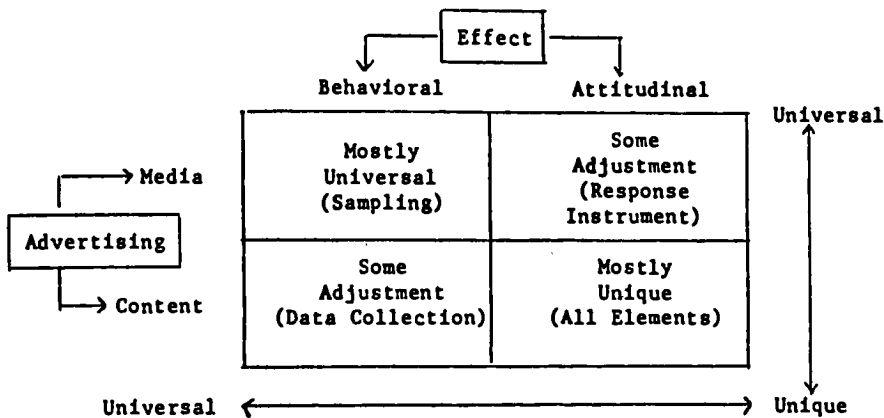 Effect
Behavioral Attitudinal
Universal
Mostly
Universal
(Sampling)
Some
Adjustment
(Response
Instrument)
Media
Advertising
Content
Some
Adjustment
(Data Collection)
Mostly
Unique
(All Elements)
Universal Unique